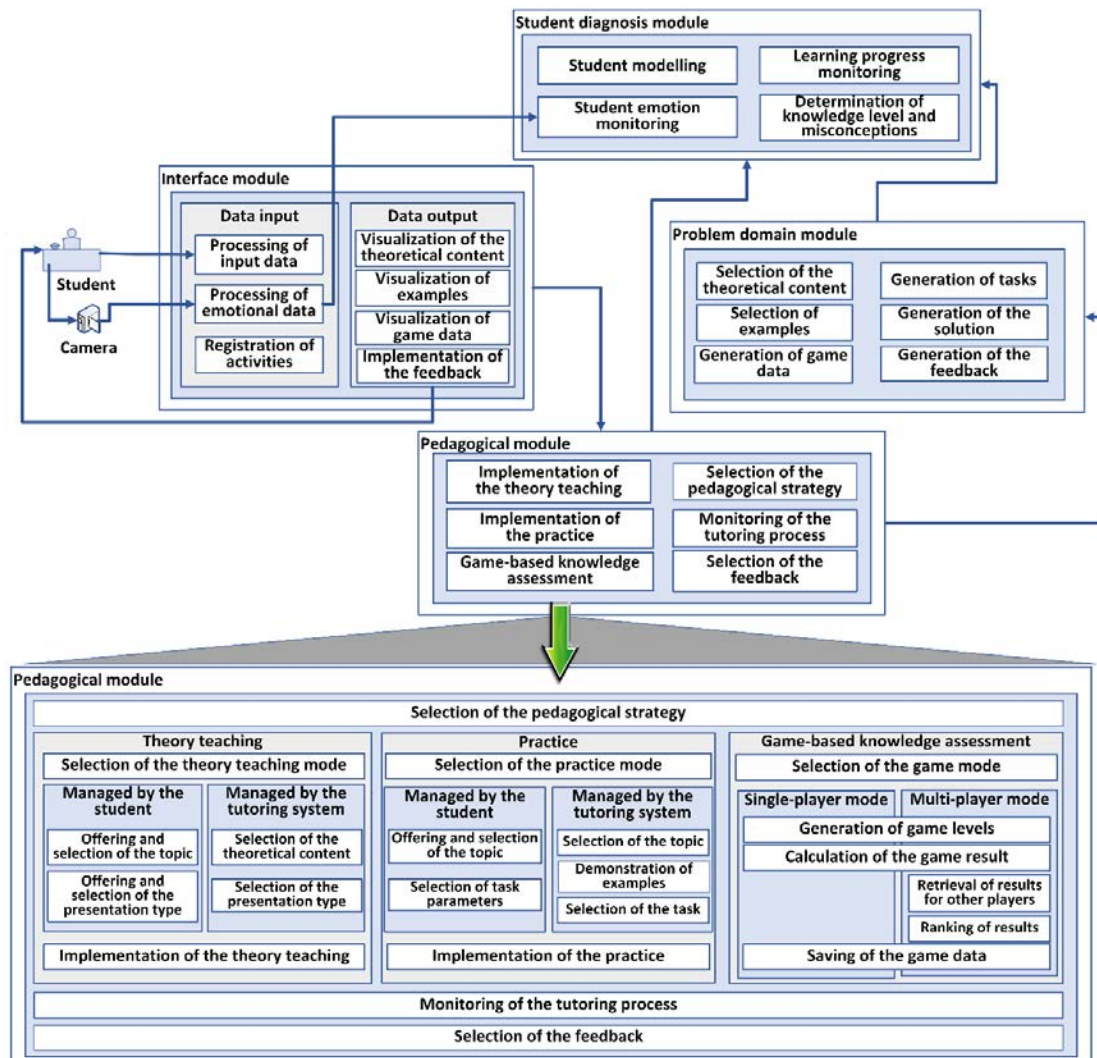 Student diagnosis module
Student modelling
Learning progress
monitoring
Student emotion
monitoring
Determination of
knowledge level and
misconceptions
Interface module
Data input
Processing of
input data
Processing of
emotional data
Registration of
activities
Data output
Visualization of the
theoretical content
Visualization of
examples
Visualization of
game data
Implementation of
the feedback
Student
Camera
Problem domain module
Selection of the
theoretical content
Generation of tasks
Selection of
examples
Generation of the
solution
Generation of game
data
Generation of the
feedback
Pedagogical module
Implementation of
the theory teaching
Selection of the
pedagogical strategy
Implementation of
the practice
Monitoring of the
tutoring process
Game-based knowledge
assessment
Selection of the
feedback
Pedagogical module
Selection of the pedagogical strategy
Theory teaching
Selection of the theory teaching mode
Managed by the
student
Offering and
selection of the topic
Offering and
selection of the
presentation type
Managed by the
tutoring system
Selection of the
theoretical content
Selection of the
presentation type
Implementation of the theory teaching
Practice
Selection of the practice mode
Managed by the
student
Offering and selection
of the topic
Selection of task
parameters
Managed by the
tutoring system
Selection of the topic
Demonstration of
examples
Selection of the task
Implementation of the practice
Game-based knowledge assessment
Selection of the game mode
Single-player mode
Multi-player mode
Generation of game levels
Calculation of the game result
Retrieval of results
for other players
Ranking of results
Saving of the game data
Monitoring of the tutoring process
Selection of the feedback